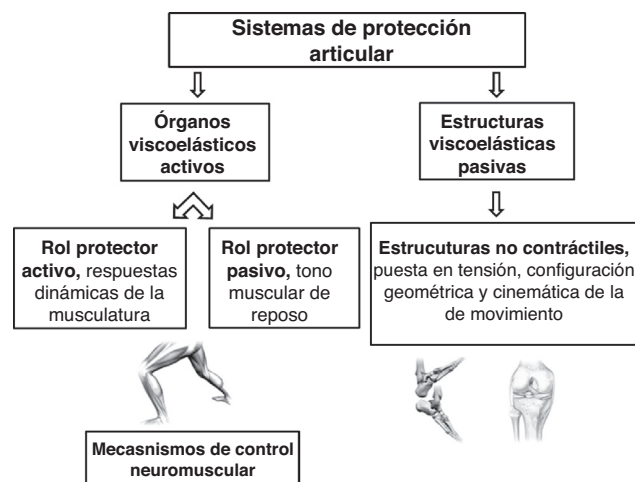 Sistemas de protección
articular
Órganos
viscoelásticos
activos
Estructuras
viscoelásticas
pasivas
Rol protector
activo, respuestas
dinámicas de la
musculatura
Rol protector
pasivo, tono
muscular de
reposo
Estrucuturas no contráctiles,
puesta en tensión, configuración
geométrica y cinemática de la
de movimiento
Mecasnismos de control
neuromuscular